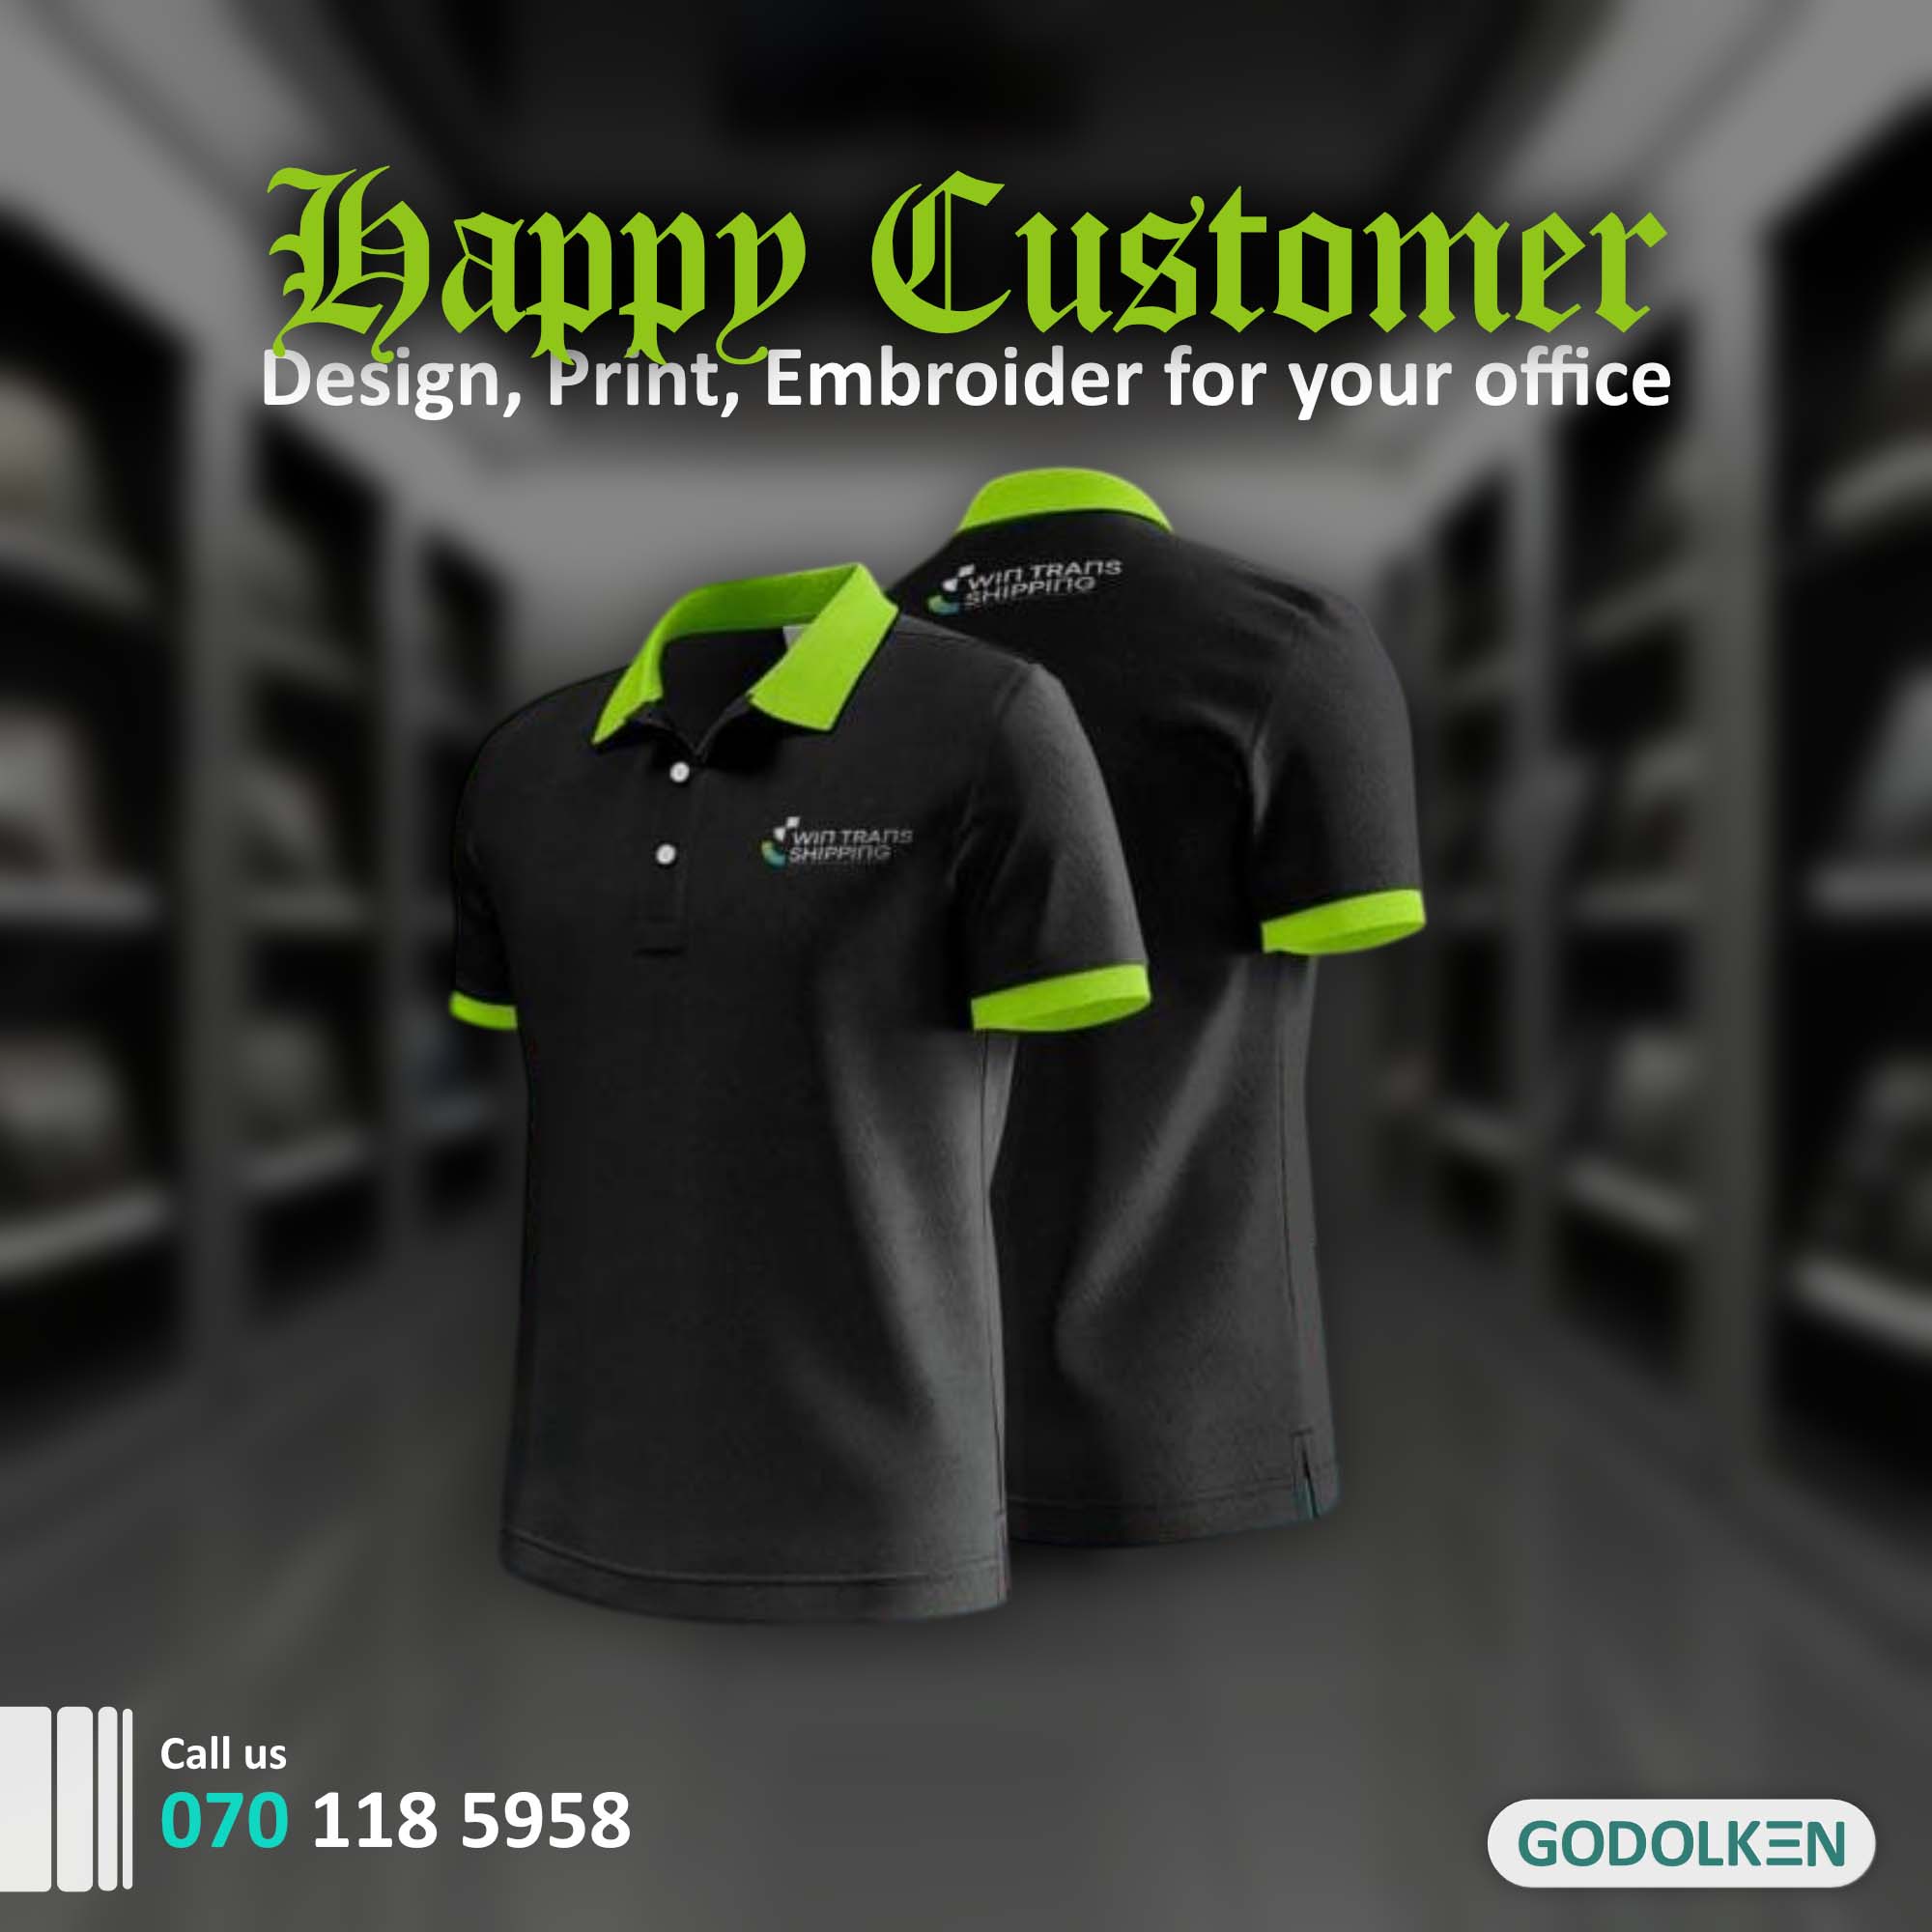 Happy Customer
Design, Print, Embroider for your office
WIN TRANS
SHIPPING
WIN TRANS
SHIPPING
Call us
070 118 5958
GODOLKEN